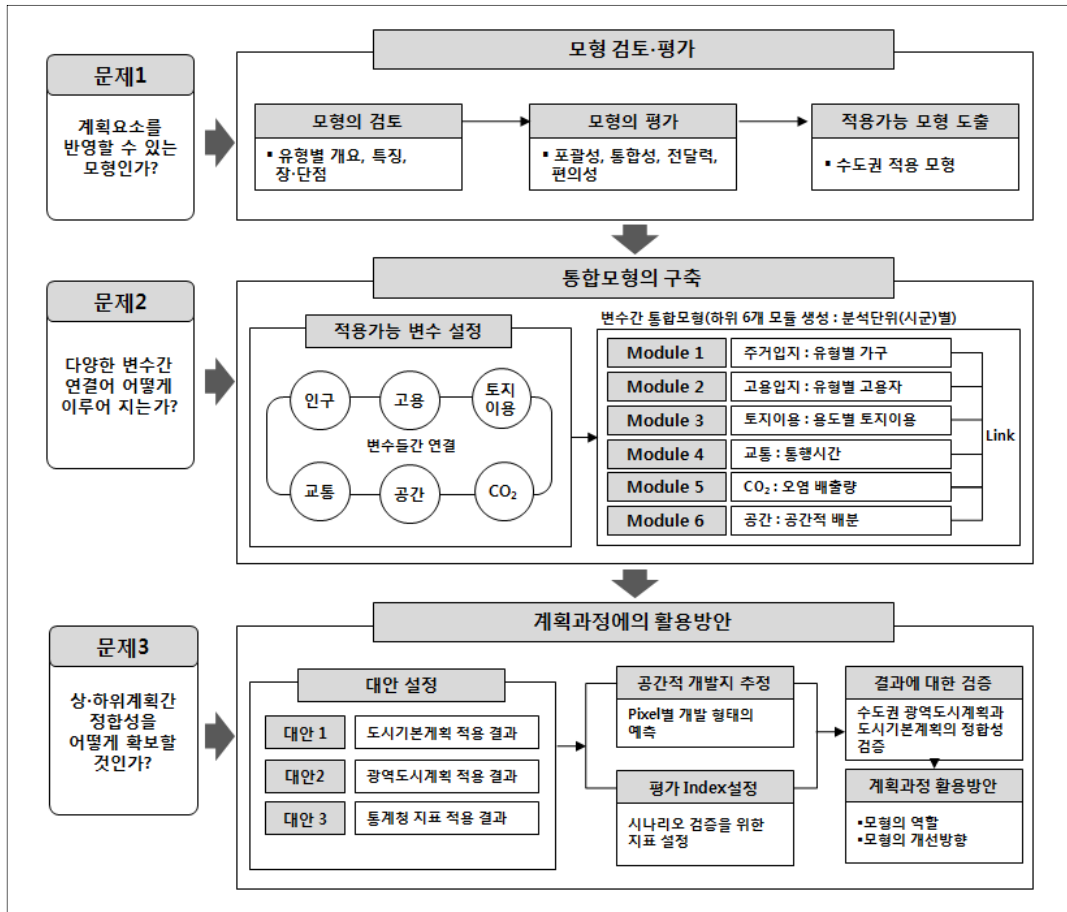 모형 검토·평가
문제1
계획요소를
반영할 수 있는
모형인가?
모형의 검토
▪ 유형별 개요, 특징,
장·단점
모형의 평가
▪ 포괄성, 통합성, 전달력,
편의성
적용가능 모형 도출
▪ 수도권 적용 모형
통합모형의 구축
문제2
다양한 변수간
연결어 어떻게
이루어 지는가?
적용가능 변수 설정
인구
고용
토지
이용
변수들간 연결
교통
공간
CO₂
변수간 통합모형(하위 6개 모듈 생성 : 분석단위(시군)별)
Module 1
주거입지 : 유형별 가구
Module 2
고용입지 : 유형별 고용자
Module 3
토지이용 : 용도별 토지이용
Module 4
교통 : 통행시간
Module 5
CO₂ : 오염 배출량
Module 6
공간 : 공간적 배분
Link
계획과정에의 활용방안
문제3
상·하위계획간
정합성을
어떻게 확보할
것인가?
대안 설정
대안 1
도시기본계획 적용 결과
대안2
광역도시계획 적용 결과
대안 3
통계청 지표 적용 결과
공간적 개발지 추정
Pixel별 개발 형태의
예측
평가 Index설정
시나리오 검증을 위한
지표 설정
결과에 대한 검증
수도권 광역도시계획과
도시기본계획의 정합성
검증
계획과정 활용방안
▪모형의 역할
▪모형의 개선방향